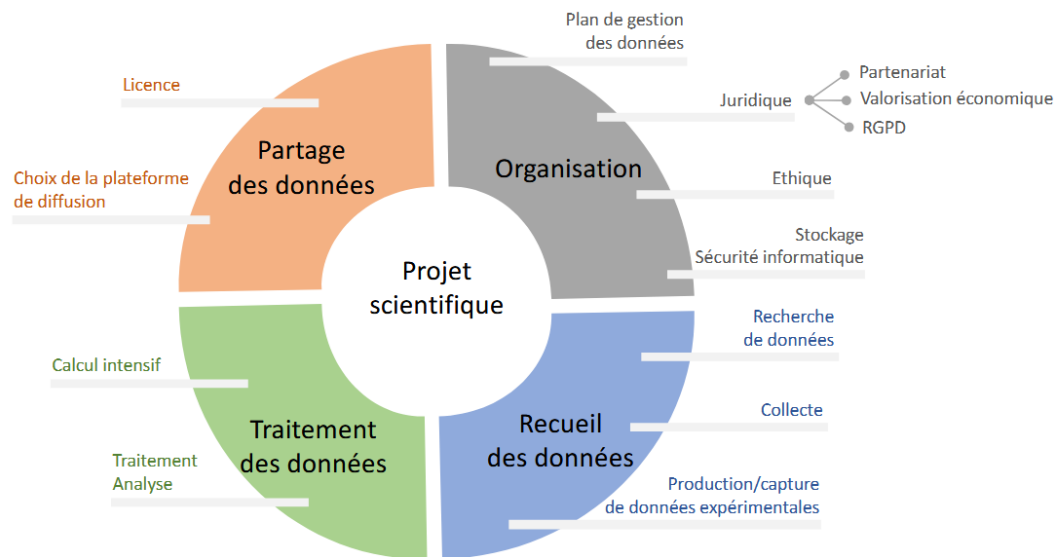 Plan de gestion
des données
Juridique
Partenariat
Valorisation économique
RGPD
Organisation
Ethique
Stockage
Sécurité informatique
Recherche
de données
Collecte
Production/capture
de données expérimentales
Recueil
des données
Traitement
des données
Traitement
Analyse
Calcul intensif
Choix de la plateforme
de diffusion
Licence
Partage
des données
Projet
scientifique